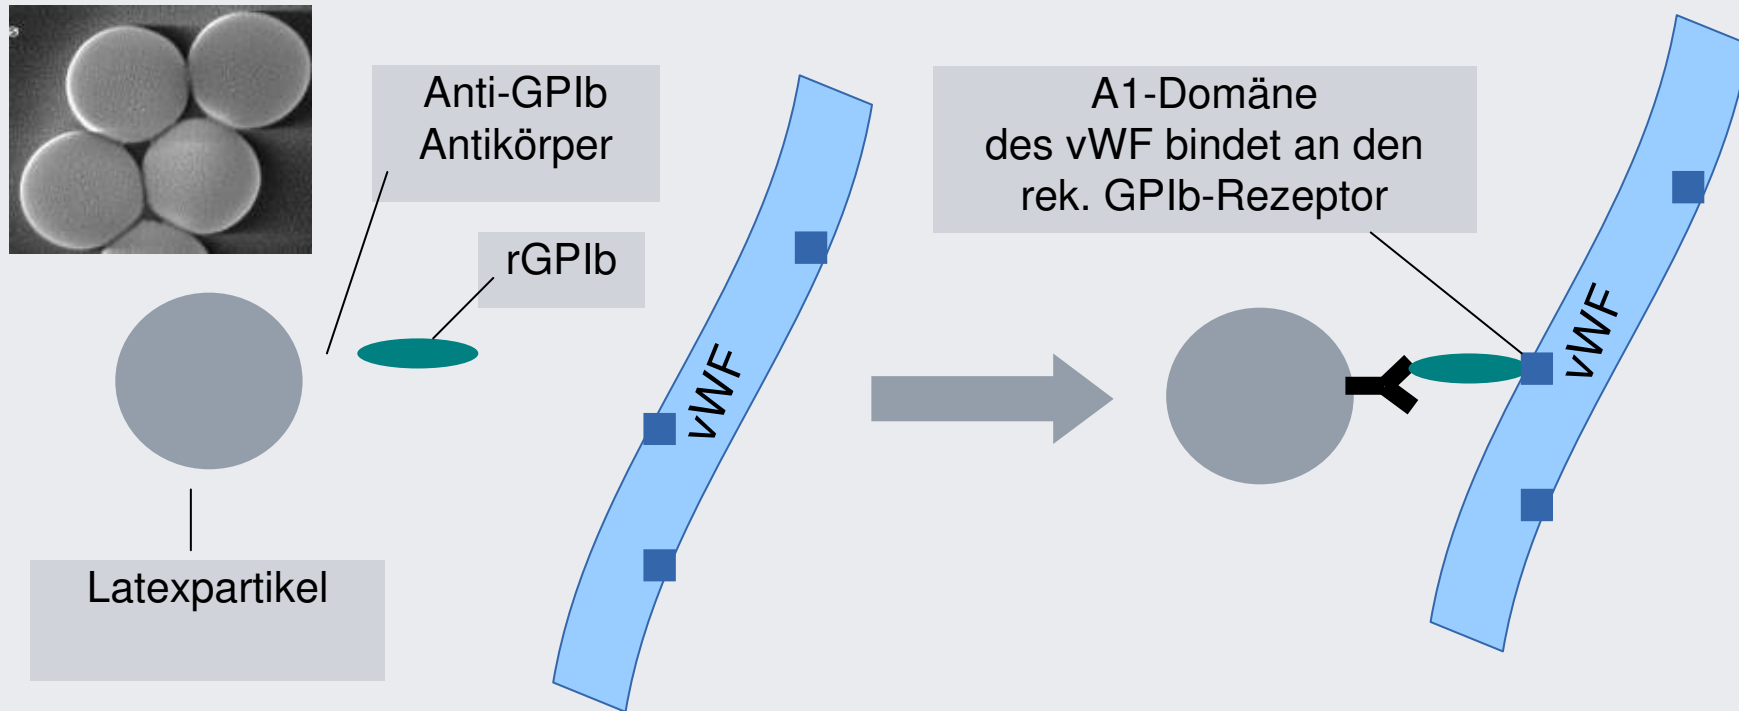 Anti-GPIb
Antikörper
rGPIb
vWF
Latexpartikel
A1-Domäne
des vWF bindet an den
rek. GPIb-Rezeptor
vWF